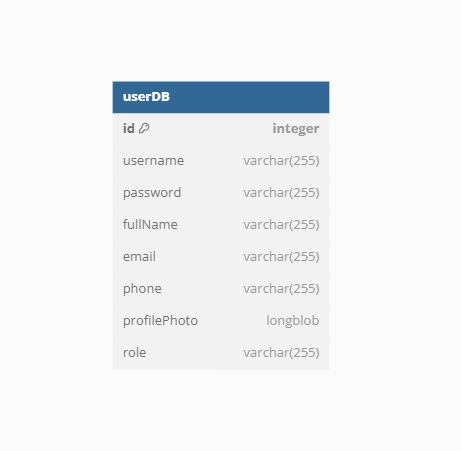 userDB
id integer
username varchar(255)
password varchar(255)
fullName varchar(255)
email varchar(255)
phone varchar(255)
profilePhoto longblob
role varchar(255)